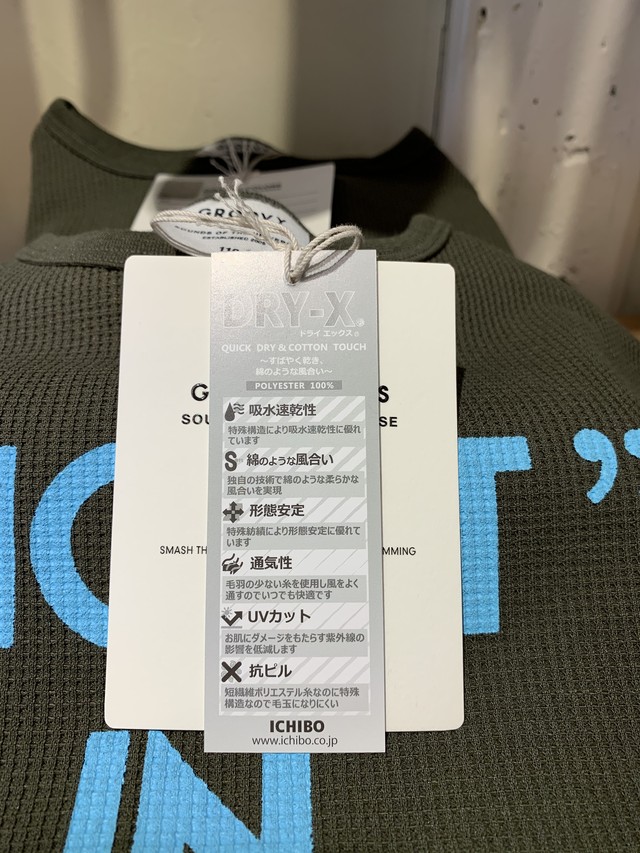 GROOVY
SOUNDS OF
DRY-X®
ドライ エックス®
QUICK DRY & COTTON TOUCH
～すばやく乾き、
綿のような風合い～
POLYESTER 100%
吸水速乾性
特殊構造により吸水速乾性に優れ
ています
綿のような風合い
独自の技術で綿のような柔らかな
風合いを実現
形態安定
特殊紡績により形態安定に優れて
います
通気性
毛羽の少ない糸を使用し風をよく
通すのでいつでも快適です
UVカット
お肌にダメージをもたらす紫外線の
影響を低減します
抗ピル
短繊維ポリエステル糸なのに特殊
構造なので毛玉になりにくい
ICHIBO
www.ichibo.co.jp
G S
SOU SE
SMASH TH MMING
T”
IN